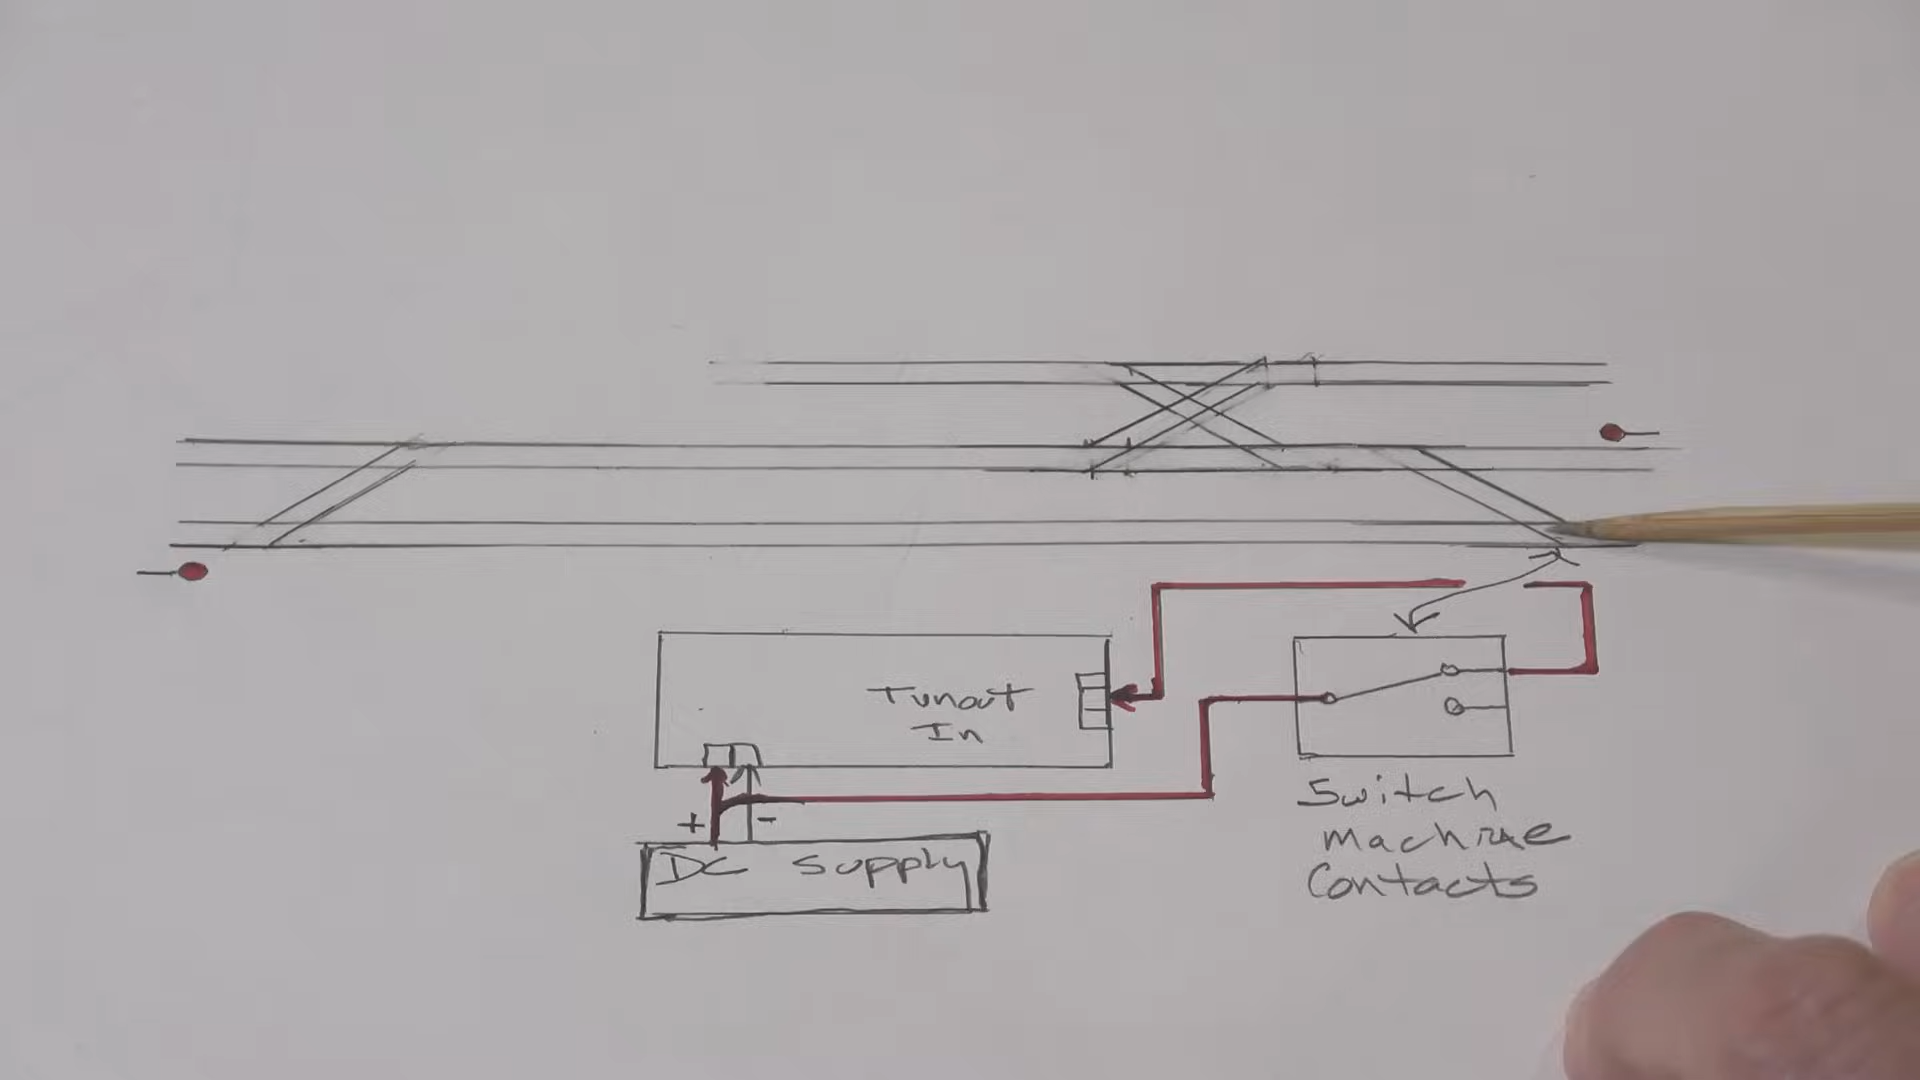 Tunout
In
+ -
DC Supply
Switch
Machine
Contacts